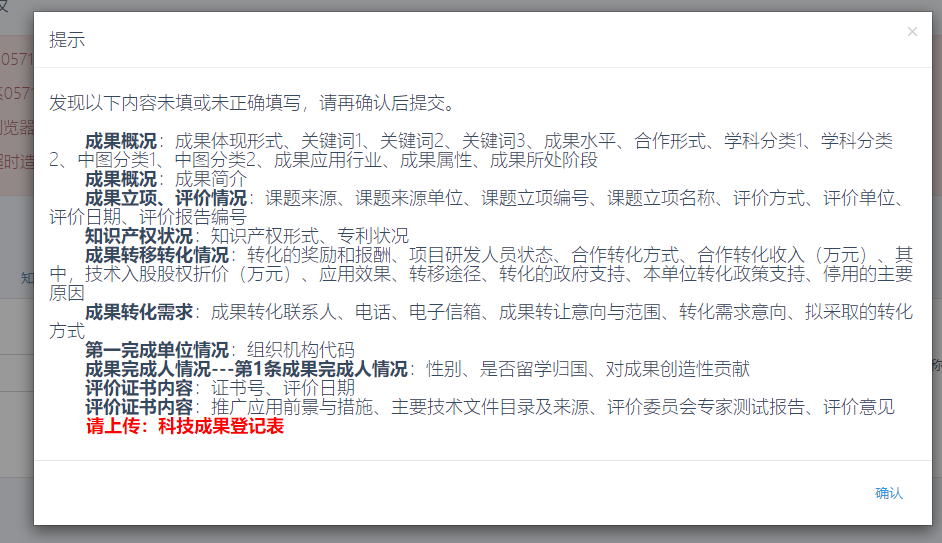 提示
×
0571
发现以下内容未填或未正确填写，请再确认后提交。
成果概况：成果体现形式、关键词1、关键词2、关键词3、成果水平、合作形式、学科分类1、学科分类
2、中图分类1、中图分类2、成果应用行业、成果属性、成果所处阶段
成果概况：成果简介
成果立项、评价情况：课题来源、课题来源单位、课题立项编号、课题立项名称、评价方式、评价单位、
评价日期、评价报告编号
知识产权状况：知识产权形式、专利状况
成果转移转化情况：转化的奖励和报酬、项目研发人员状态、合作转化方式、合作转化收入（万元）、其
中，技术入股股权折价（万元）、应用效果、转移途径、转化的政府支持、本单位转化政策支持、停用的主要
原因
成果转化需求：成果转化联系人、电话、电子信箱、成果转让意向与范围、转化需求意向、拟采取的转化
方式
第一完成单位情况：组织机构代码
成果完成人情况---第1条成果完成人情况：性别、是否留学归国、对成果创造性贡献
评价证书内容：证书号、评价日期
评价证书内容：推广应用前景与措施、主要技术文件目录及来源、评价委员会专家测试报告、评价意见
请上传：科技成果登记表
确认